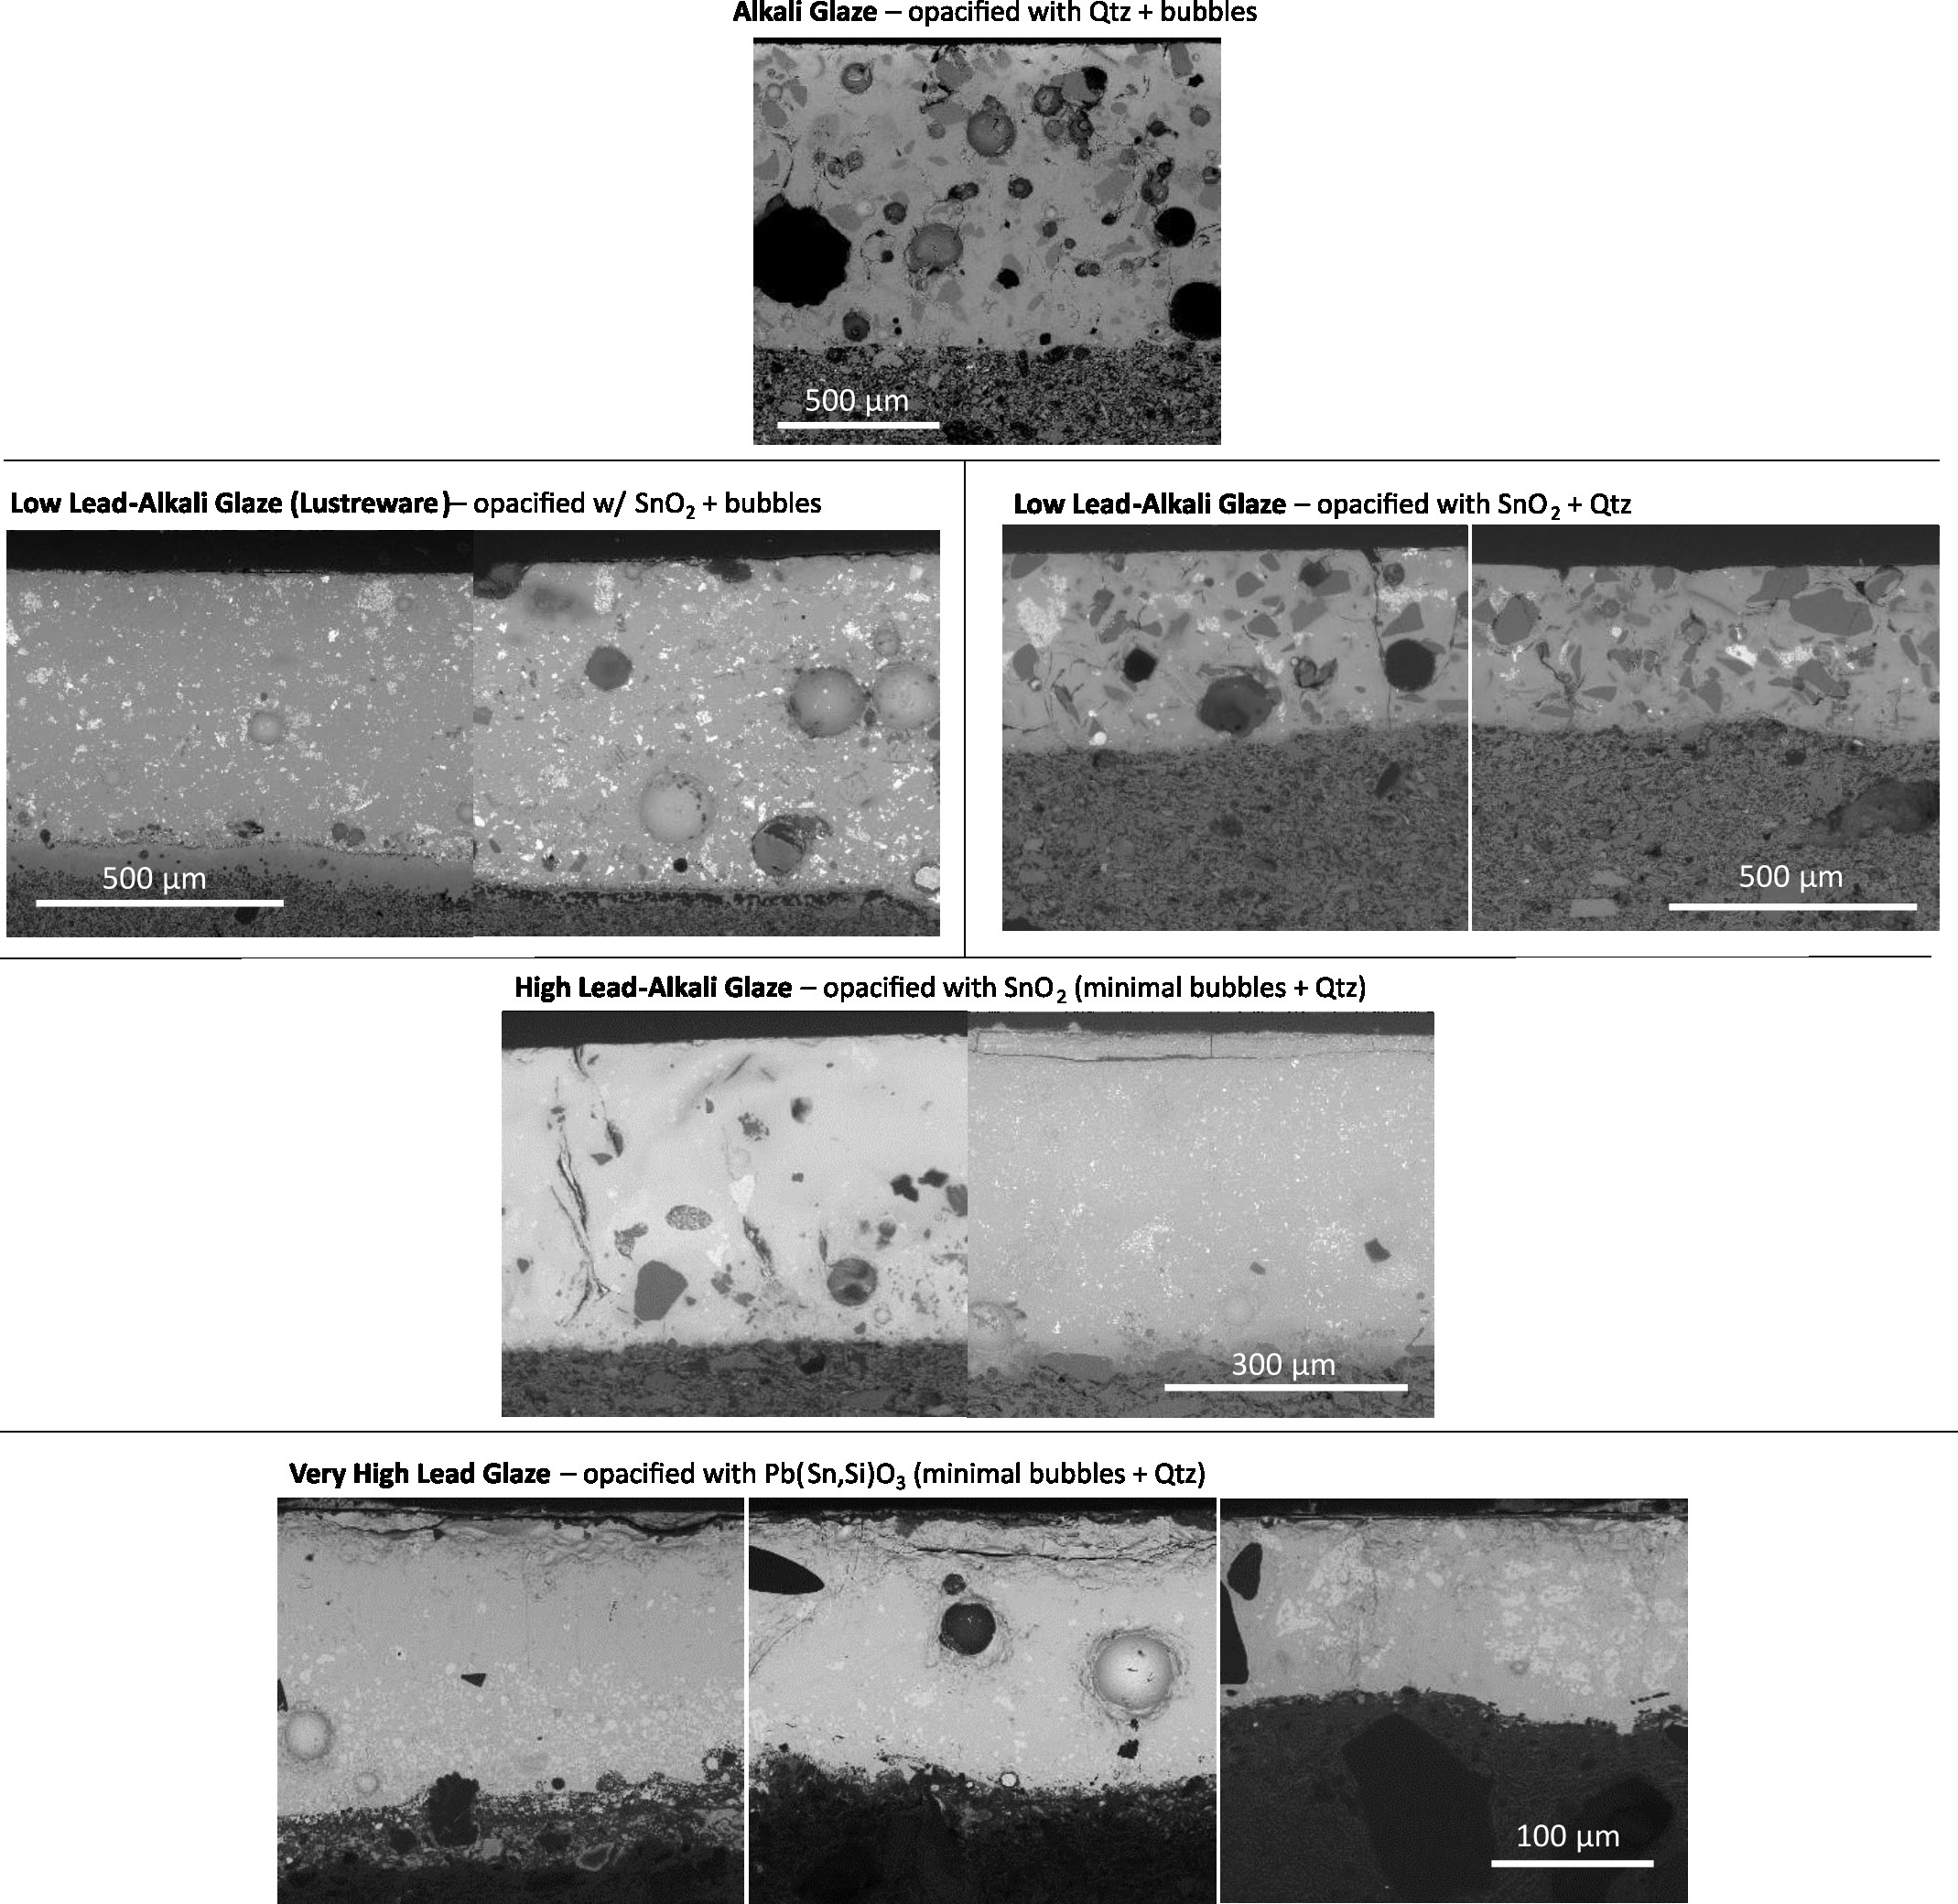 Alkali Glaze – opacified with Qtz + bubbles
500 µm
Low Lead-Alkali Glaze (Lustreware)– opacified w/ SnO₂ + bubbles
500 µm
Low Lead-Alkali Glaze – opacified with SnO₂ + Qtz
500 µm
High Lead-Alkali Glaze – opacified with SnO₂ (minimal bubbles + Qtz)
300 µm
Very High Lead Glaze – opacified with Pb(Sn,Si)O₃ (minimal bubbles + Qtz)
100 µm